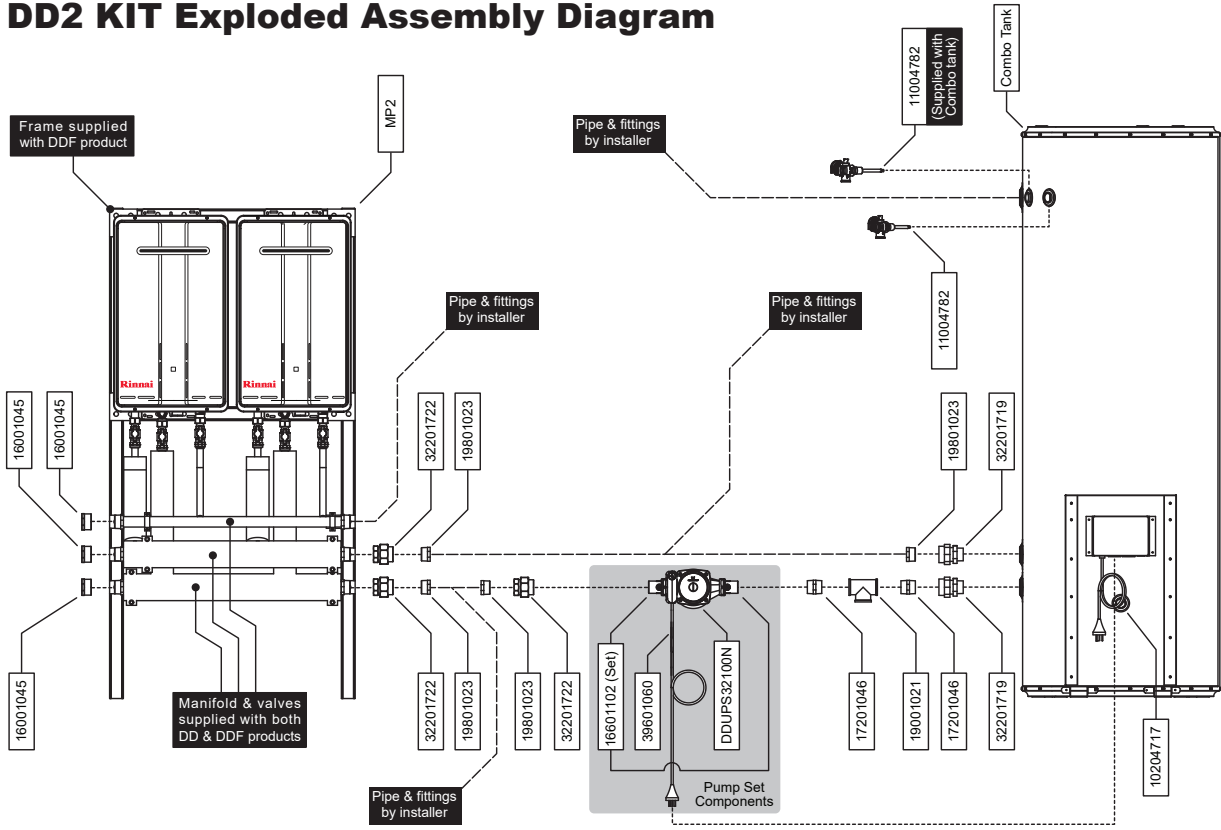 DD2 KIT Exploded Assembly Diagram
Frame supplied
with DDF product
MP2
Pipe & fittings
by installer
11004782
(Supplied with
Combo tank)
Combo Tank
11004782
Pipe & fittings
by installer
Pipe & fittings
by installer
Rinnai
Rinnai
16001045
16001045
32201722
19801023
19801023
32201719
16001045
Manifold & valves
supplied with both
DD & DDF products
32201722
19801023
19801023
32201722
16601102 (Set)
39601060
DDUPS32100N
17201046
19001021
17201046
32201719
10204717
Pump Set
Components
Pipe & fittings
by installer